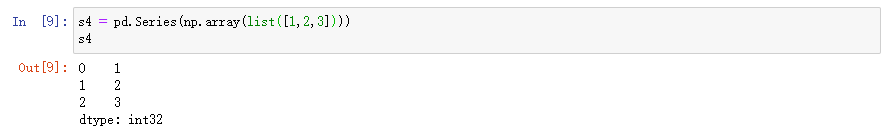 In [9]: s4 = pd.Series(np.array(list([1,2,3])))
s4
Out[9]: 0    1
1    2
2    3
dtype: int32